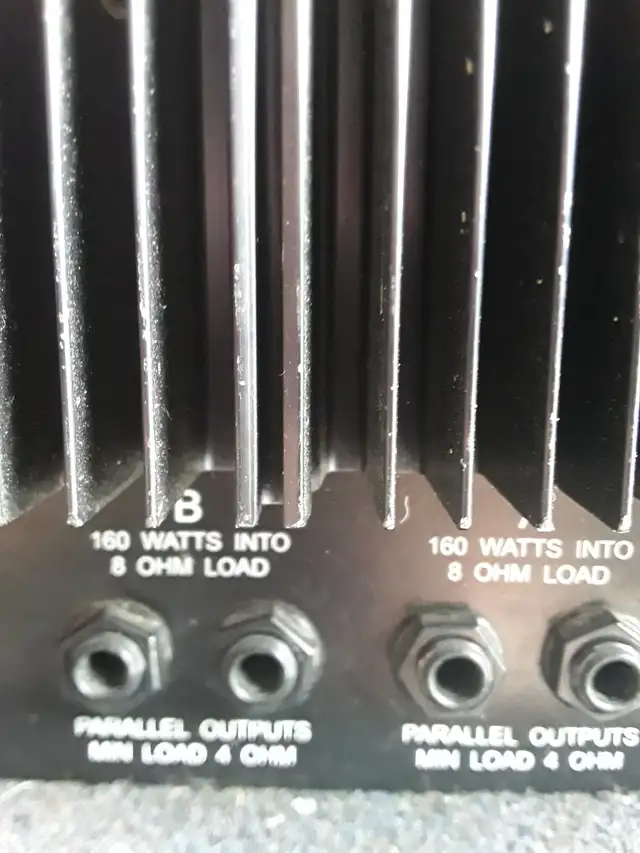 B
160 WATTS INTO
8 OHM LOAD
PARALLEL OUTPUTS
MIN LOAD 4 OHM
A
160 WATTS INTO
8 OHM LOAD
PARALLEL OUTPUTS
MIN LOAD 4 OHM